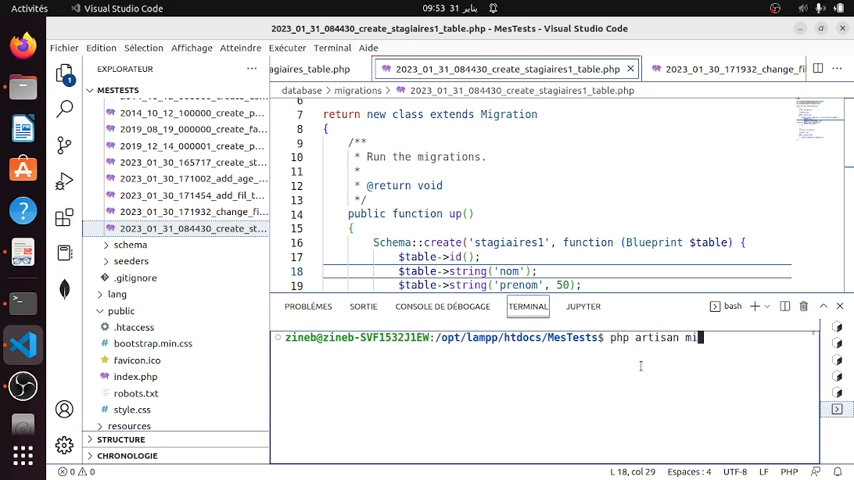 Activités
Visual Studio Code
09:53 31 يناير
2023_01_31_084430_create_stagiaires1_table.php - MesTests - Visual Studio Code
Fichier Edition Sélection Affichage Atteindre Exécuter Terminal Aide
EXPLORATEUR
agiaires_table.php
2023_01_31_084430_create_stagiaires1_table.php
2023_01_30_171932_change_fi
database > migrations > 2023_01_31_084430_create_stagiaires1_table.php
MESTESTS
2014_10_12_100000_create_p...
2019_08_19_000000_create_fa...
2019_12_14_000001_create_p...
2023_01_30_165717_create_st...
2023_01_30_171002_add_age_...
2023_01_30_171454_add_fil_t...
2023_01_30_171932_change_fi...
2023_01_31_084430_create_st...
schema
seeders
.gitignore
lang
public
.htaccess
bootstrap.min.css
favicon.ico
index.php
robots.txt
style.css
resources
STRUCTURE
CHRONOLOGIE
6
7 return new class extends Migration
8 {
9 /**
10 * Run the migrations.
11 *
12 * @return void
13 */
14 public function up()
15 {
16 Schema::create('stagiaires1', function (Blueprint $table) {
17 $table->id();
18 $table->string('nom');
19 $table->string('prenom', 50);
PROBLÈMES SORTIE CONSOLE DE DÉBOGAGE TERMINAL JUPYTER
bash
zineb@zineb-SVF1532J1EW:/opt/lampp/htdocs/MesTests$ php artisan mi
0 0
L 18, col 29 Espaces : 4 UTF-8 LF PHP